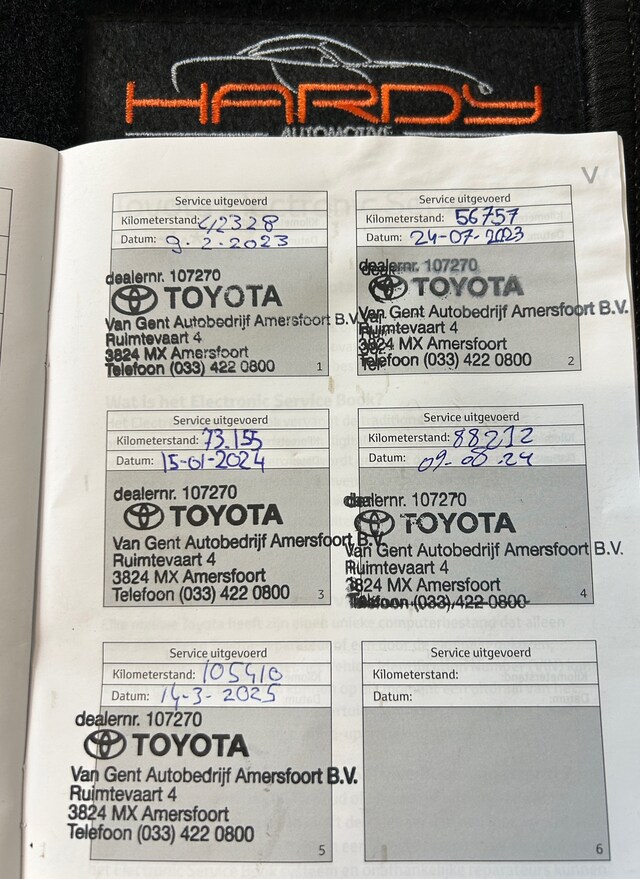 HARDY
AUTOMOTIVE
V
Service uitgevoerd
Kilometerstand: 42328
Datum: 9-2-2023
dealernr. 107270
TOYOTA
Van Gent Autobedrijf Amersfoort B.V.
Ruimtevaart 4
3824 MX Amersfoort
Telefoon (033) 422 0800
1
Service uitgevoerd
Kilometerstand: 56757
Datum: 24-07-2023
dealernr. 107270
TOYOTA
Van Gent Autobedrijf Amersfoort B.V.
Ruimtevaart 4
3824 MX Amersfoort
Telefoon (033) 422 0800
2
Service uitgevoerd
Kilometerstand: 73.155
Datum: 15-01-2024
dealernr. 107270
TOYOTA
Van Gent Autobedrijf Amersfoort B.V.
Ruimtevaart 4
3824 MX Amersfoort
Telefoon (033) 422 0800
3
Service uitgevoerd
Kilometerstand: 88212
Datum: 09-08-24
dealernr. 107270
TOYOTA
Van Gent Autobedrijf Amersfoort B.V.
Ruimtevaart 4
3824 MX Amersfoort
Telefoon (033) 422 0800
4
Service uitgevoerd
Kilometerstand: 105410
Datum: 14-3-2025
dealernr. 107270
TOYOTA
Van Gent Autobedrijf Amersfoort B.V.
Ruimtevaart 4
3824 MX Amersfoort
Telefoon (033) 422 0800
5
Service uitgevoerd
Kilometerstand:
Datum:
6